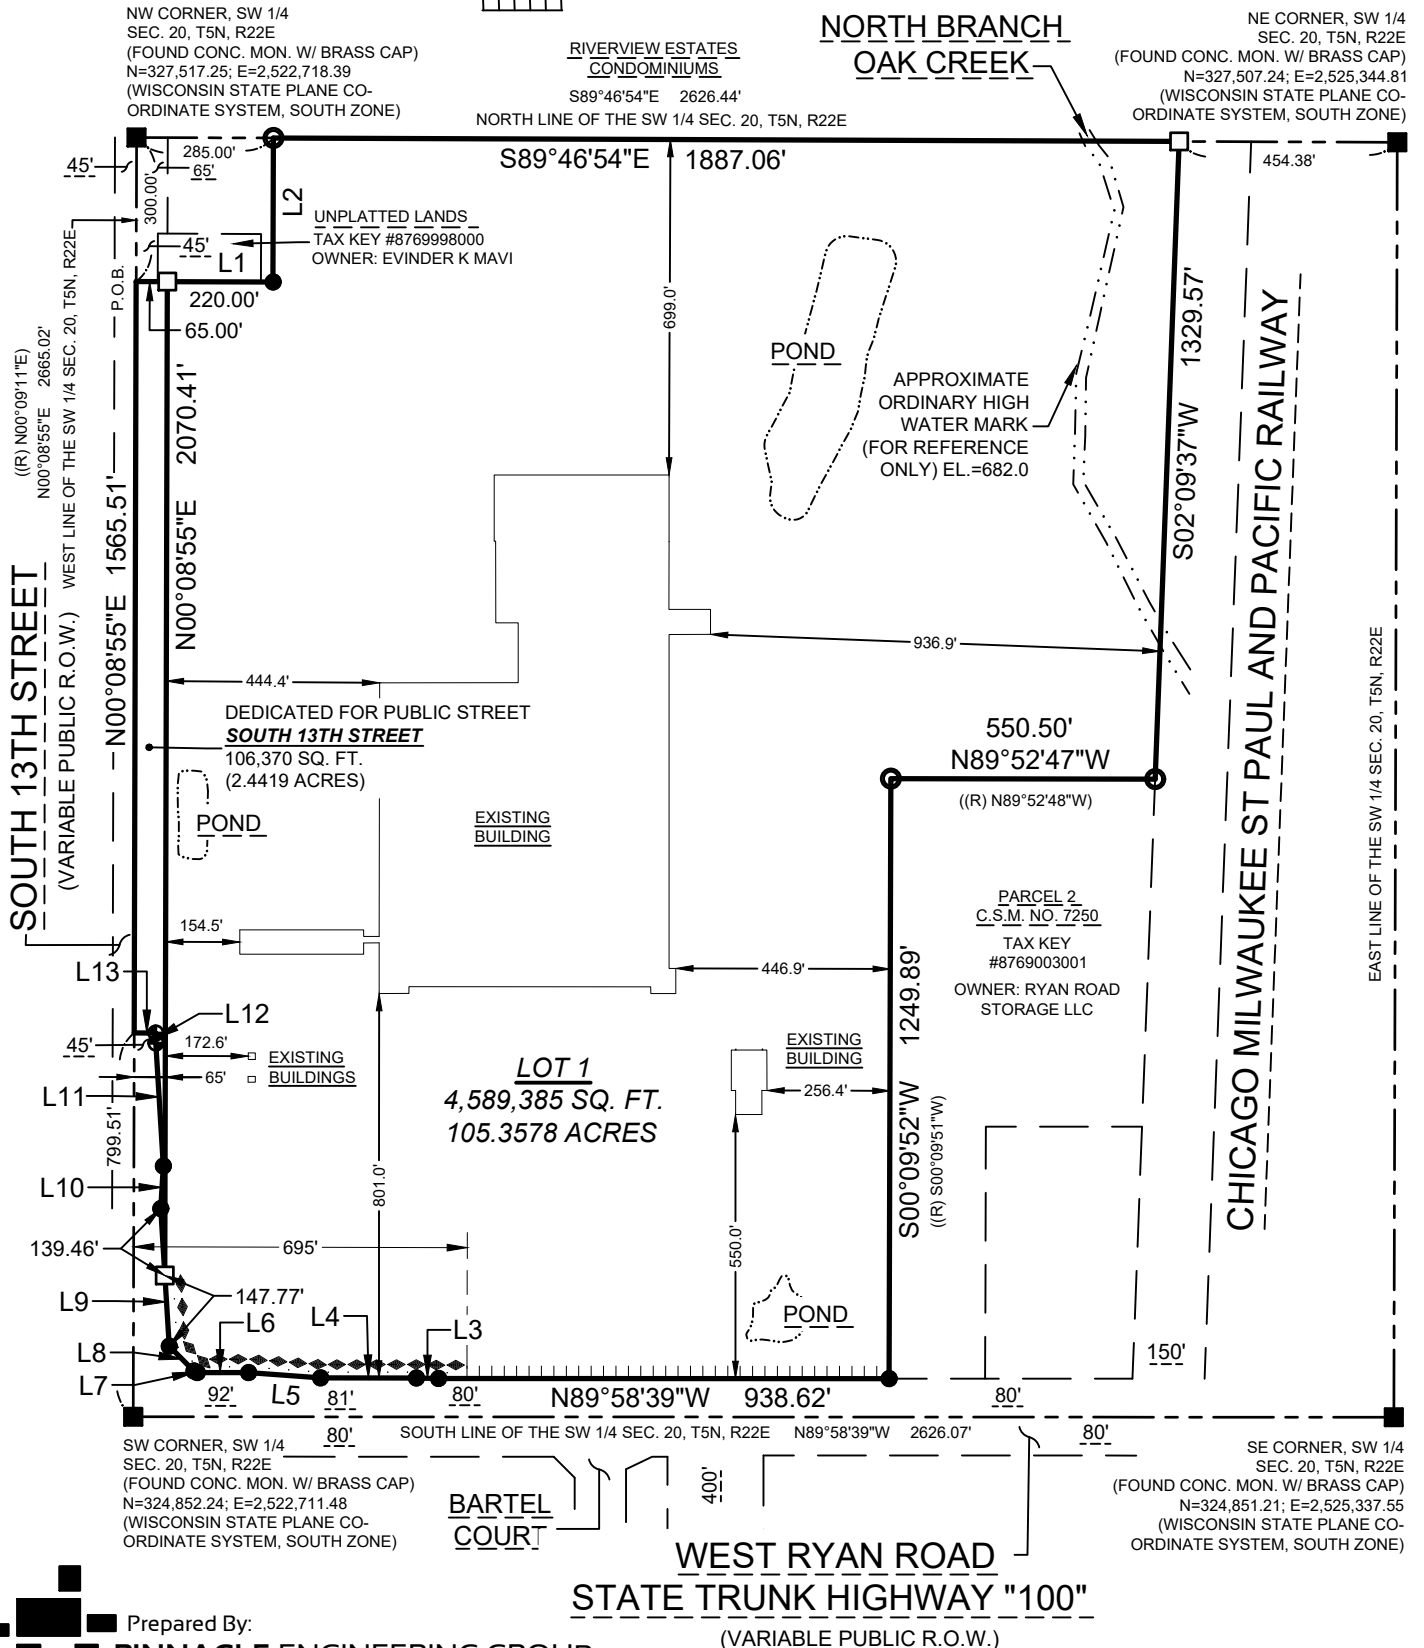 NW CORNER, SW 1/4
SEC. 20, T5N, R22E
(FOUND CONC. MON. W/ BRASS CAP)
N=327,517.25; E=2,522,718.39
(WISCONSIN STATE PLANE CO-
ORDINATE SYSTEM, SOUTH ZONE)
RIVERVIEW ESTATES
CONDOMINIUMS
S89°46'54"E 2626.44'
NORTH LINE OF THE SW 1/4 SEC. 20, T5N, R22E
NORTH BRANCH
OAK CREEK
NE CORNER, SW 1/4
SEC. 20, T5N, R22E
(FOUND CONC. MON. W/ BRASS CAP)
N=327,507.24; E=2,525,344.81
(WISCONSIN STATE PLANE CO-
ORDINATE SYSTEM, SOUTH ZONE)
285.00'
45'
65'
300.00'
S89°46'54"E 1887.06'
454.38'
L2
UNPLATTED LANDS
TAX KEY #8769998000
OWNER: EVINDER K MAVI
45'
L1
P.O.B.
220.00'
65.00'
699.0'
POND
APPROXIMATE
ORDINARY HIGH
WATER MARK
(FOR REFERENCE
ONLY) EL.=682.0
S02°09'37"W 1329.57'
CHICAGO MILWAUKEE ST PAUL AND PACIFIC RAILWAY
((R) N00°09'11"E)
N00°08'55"E 2665.02'
WEST LINE OF THE SW 1/4 SEC. 20, T5N, R22E
N00°08'55"E 1565.51'
N00°08'55"E 2070.41'
SOUTH 13TH STREET
(VARIABLE PUBLIC R.O.W.)
936.9'
444.4'
DEDICATED FOR PUBLIC STREET
SOUTH 13TH STREET
106,370 SQ. FT.
(2.4419 ACRES)
550.50'
N89°52'47"W
((R) N89°52'48"W)
EAST LINE OF THE SW 1/4 SEC. 20, T5N, R22E
POND
EXISTING
BUILDING
PARCEL 2
C.S.M. NO. 7250
TAX KEY
#8769003001
OWNER: RYAN ROAD
STORAGE LLC
154.5'
L13
446.9'
S00°09'52"W 1249.89'
((R) S00°09'51"W)
L12
45'
172.6'
EXISTING
BUILDINGS
65'
L11
LOT 1
4,589,385 SQ. FT.
105.3578 ACRES
EXISTING
BUILDING
256.4'
799.51'
L10
801.0'
550.0'
139.46'
695'
L9
147.77'
L6
L4
L3
POND
L8
L7
92'
L5
81'
80'
N89°58'39"W 938.62'
80'
150'
80'
SOUTH LINE OF THE SW 1/4 SEC. 20, T5N, R22E N89°58'39"W 2626.07'
80'
SW CORNER, SW 1/4
SEC. 20, T5N, R22E
(FOUND CONC. MON. W/ BRASS CAP)
N=324,852.24; E=2,522,711.48
(WISCONSIN STATE PLANE CO-
ORDINATE SYSTEM, SOUTH ZONE)
BARTEL
COURT
400'
SE CORNER, SW 1/4
SEC. 20, T5N, R22E
(FOUND CONC. MON. W/ BRASS CAP)
N=324,851.21; E=2,525,337.55
(WISCONSIN STATE PLANE CO-
ORDINATE SYSTEM, SOUTH ZONE)
WEST RYAN ROAD
STATE TRUNK HIGHWAY "100"
(VARIABLE PUBLIC R.O.W.)
Prepared By:
PINNACLE ENGINEERING GROUP